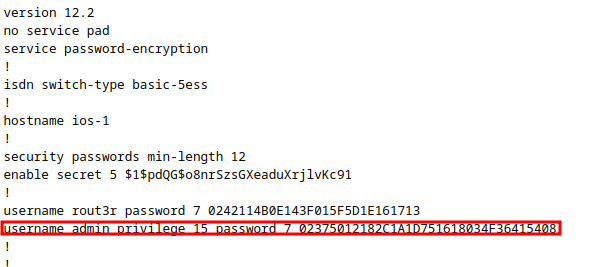 version 12.2
no service pad
service password-encryption
!
isdn switch-type basic-5ess
!
hostname ios-1
!
security passwords min-length 12
enable secret 5 $1$pdQG$o8nrSzsGXeaduXrjlvKc91
!
username rout3r password 7 0242114B0E143F015F5D1E161713
username admin privilege 15 password 7 02375012182C1A1D751618034F36415408
!
!